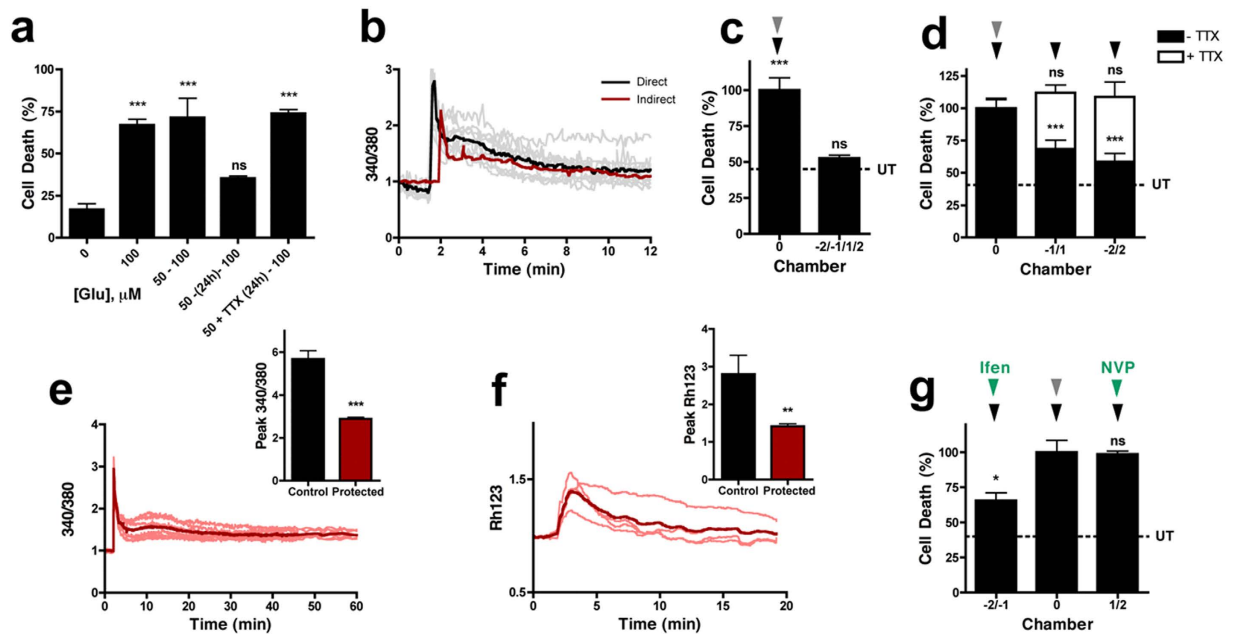 a
Cell Death (%)
100
75
50
25
0
***
***
ns
***
0
100
50 - 100
50 -(24h)- 100
50 + TTX (24h) - 100
[Glu], µM
b
340/380
3
2
1
0
Direct
Indirect
0
2
4
6
8
10
12
Time (min)
c
Cell Death (%)
100
75
50
25
0
***
ns
UT
0
-2/-1/1/2
Chamber
d
- TTX
+ TTX
Cell Death (%)
125
100
75
50
25
0
ns
ns
***
***
UT
0
-1/1
-2/2
Chamber
e
340/380
4
3
2
1
0
0
10
20
30
40
50
60
Time (min)
Peak 340/380
6
4
2
0
***
Control
Protected
f
Rh123
1.5
1.0
0.5
0
5
10
15
20
Time (min)
Peak Rh123
4
3
2
1
0
**
Control
Protected
g
Ifen
NVP
Cell Death (%)
100
75
50
25
0
*
ns
UT
-2/-1
0
1/2
Chamber